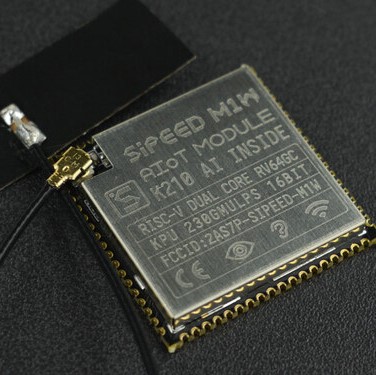 SiPEED M1W
AIoT MODULE
K210 AI INSIDE
S
RISC-V DUAL CORE RV64GC
KPU 230GMULPS 16BIT
FCCID:2AS7P-SIPEED-M1W
CE